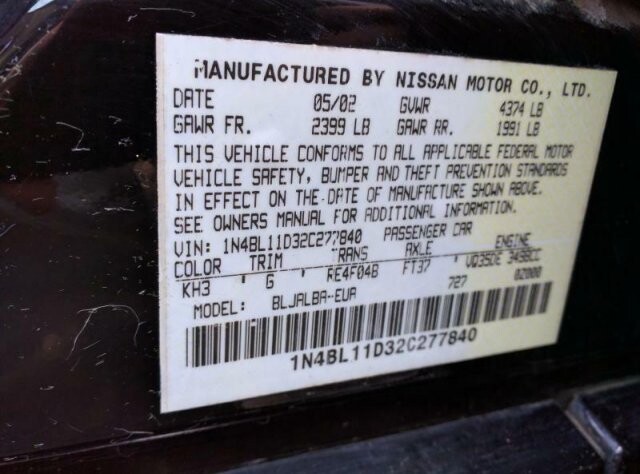 MANUFACTURED BY NISSAN MOTOR CO., LTD.
DATE 05/02 GVWR 4374 LB
GAWR FR. 2399 LB GAWR RR. 1991 LB
THIS VEHICLE CONFORMS TO ALL APPLICABLE FEDERAL MOTOR
VEHICLE SAFETY, BUMPER AND THEFT PREVENTION STANDARDS
IN EFFECT ON THE DATE OF MANUFACTURE SHOWN ABOVE.
SEE OWNERS MANUAL FOR ADDITIONAL INFORMATION.
VIN: 1N4BL11D32C277840 PASSENGER CAR
COLOR TRIM TRANS AXLE ENGINE
KH3 G RE4F04B FT37 VQ35DE 3498CC
727 02000
MODEL: BLJALBA-EUA
1N4BL11D32C277840